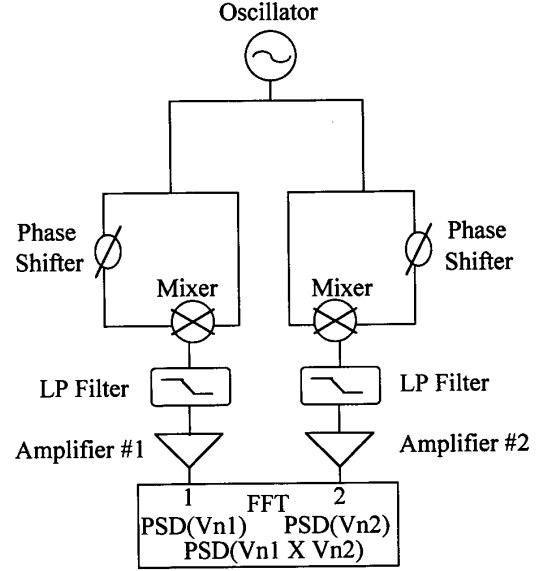 Oscillator
Phase
Shifter
Phase
Shifter
Mixer
Mixer
LP Filter
LP Filter
Amplifier #1
Amplifier #2
1
FFT
2
PSD(Vn1)
PSD(Vn2)
PSD(Vn1 X Vn2)